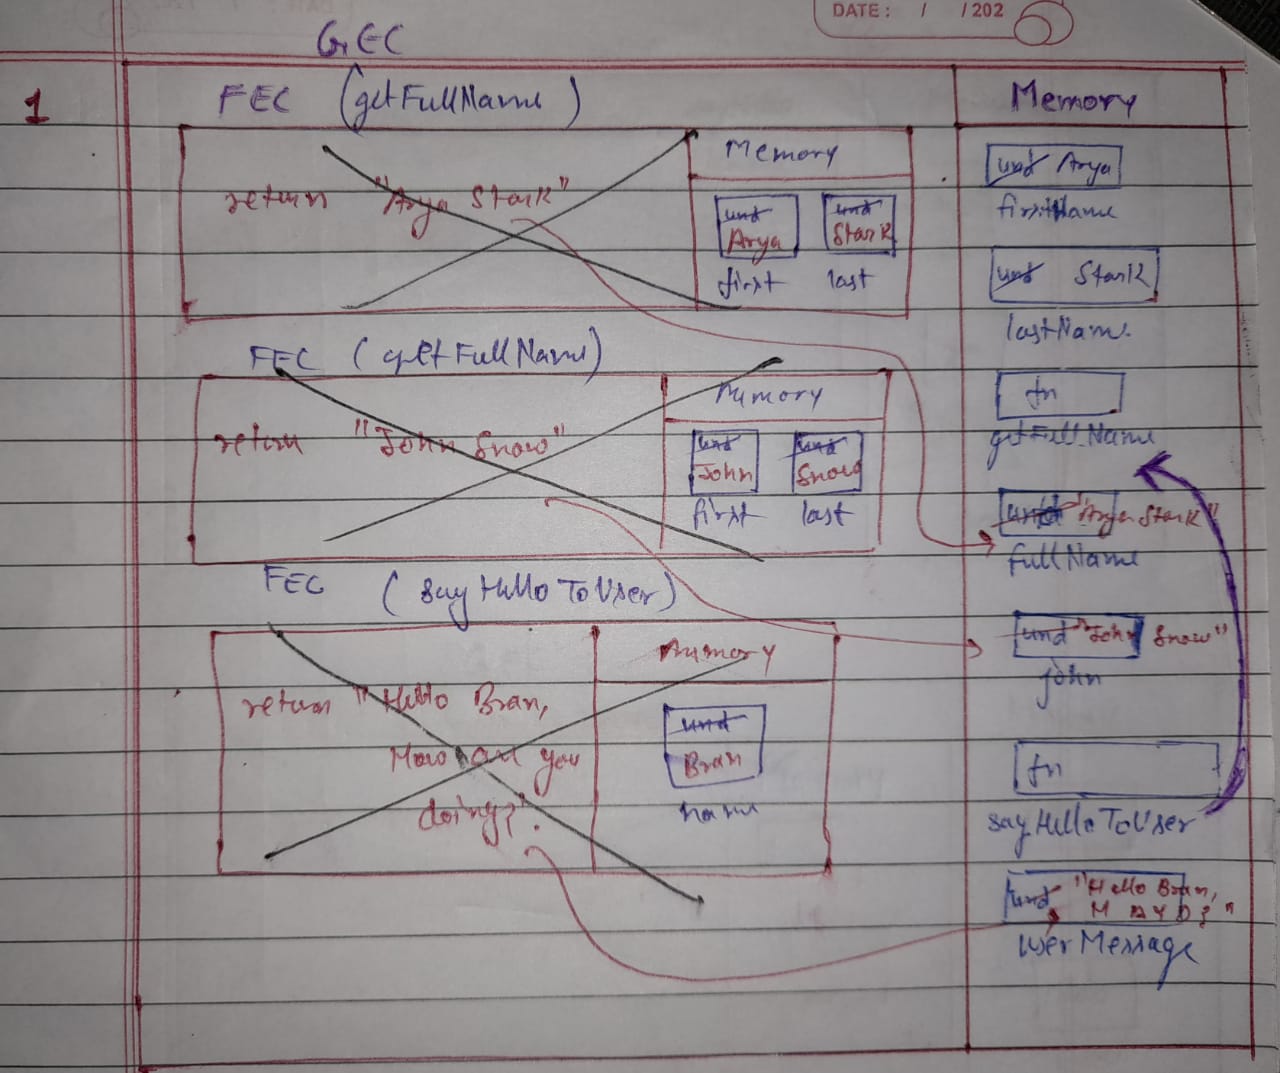 DATE: / /202
GEC
1
FEC (getFullName)
Memory
return "Arya Stark"
Memory
und Arya
first
und Stark
last
und Arya
firstName
und Stark
lastName.
fn
getFullName
FEC (getFullName)
return "John Snow"
Memory
und John
first
und Snow
last
und "Arya Stark"
fullName
FEC (sayHelloToUser)
return "Hello Bran,
How are you
doing?".
Memory
und
Bran
name
und "John Snow"
john
fn
sayHelloToUser
und "Hello Bran,
H A Y D ? "
userMessage